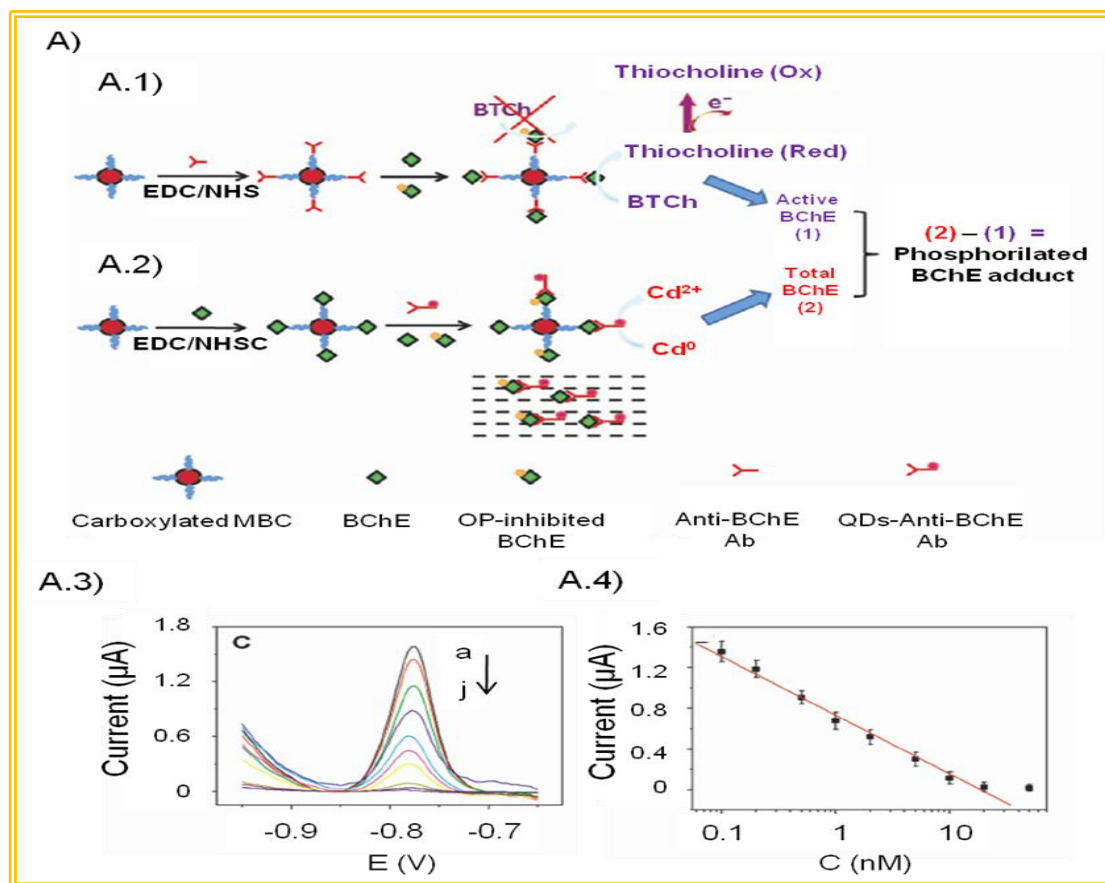 A)
A.1)
Thiocholine (Ox)
BTCh
e⁻
EDC/NHS
Thiocholine (Red)
BTCh
Active
BChE
(1)
(2) – (1) =
Phosphorilated
BChE adduct
A.2)
EDC/NHSC
Cd²⁺
Cd⁰
Total
BChE
(2)
Carboxylated MBC
BChE
OP-inhibited
BChE
Anti-BChE
Ab
QDs-Anti-BChE
Ab
A.3)
C
a
j
Current (µA)
1.8
1.2
0.6
0
-0.9
-0.8
-0.7
E (V)
A.4)
Current (µA)
1.6
1.2
0.8
0.4
0
0.1
1
10
C (nM)